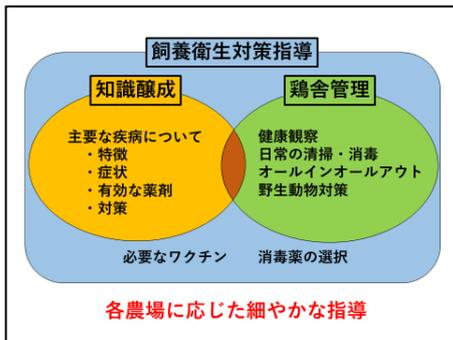 飼養衛生対策指導
知識醸成
鶏舎管理
主要な疾病について
・特徴
・症状
・有効な薬剤
・対策
健康観察
日常の清掃・消毒
オールインオールアウト
野生動物対策
必要なワクチン
消毒薬の選択
各農場に応じた細やかな指導